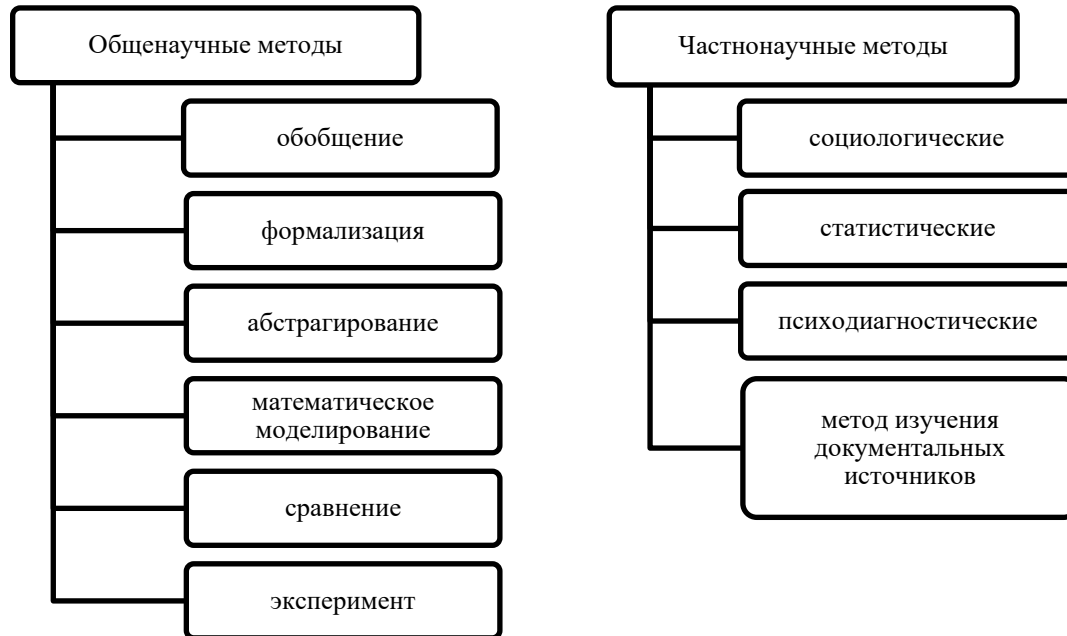 Общенаучные методы
обобщение
формализация
абстрагирование
математическое
моделирование
сравнение
эксперимент
Частнонаучные методы
социологические
статистические
психодиагностические
метод изучения
документальных
источников